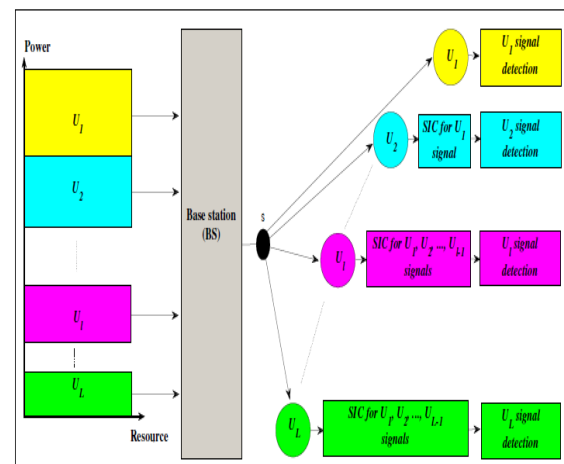 Power
U1
U2
U1
UL
Resource
Base station
(BS)
s
U1
U1 signal
detection
U2
SIC for U1
signal
U2 signal
detection
Ul
SIC for U1, U2, ..., Ul-1
signals
Ul signal
detection
UL
SIC for U1, U2, ..., UL-1
signals
UL signal
detection